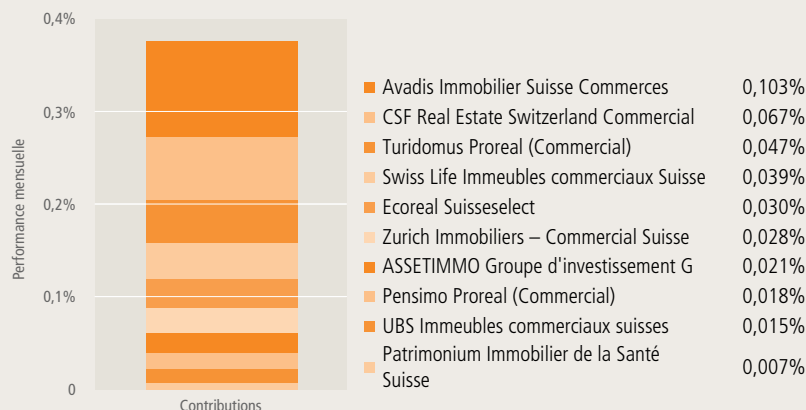 0,4%
0,3%
0,2%
0,1%
0
Performance mensuelle
Contributions
Avadis Immobilier Suisse Commerces 0,103%
CSF Real Estate Switzerland Commercial 0,067%
Turidomus Proreal (Commercial) 0,047%
Swiss Life Immeubles commerciaux Suisse 0,039%
Ecoreal Suisseselect 0,030%
Zurich Immobiliers – Commercial Suisse 0,028%
ASSETIMMO Groupe d'investissement G 0,021%
Pensimo Proreal (Commercial) 0,018%
UBS Immeubles commerciaux suisses 0,015%
Patrimonium Immobilier de la Santé
Suisse 0,007%